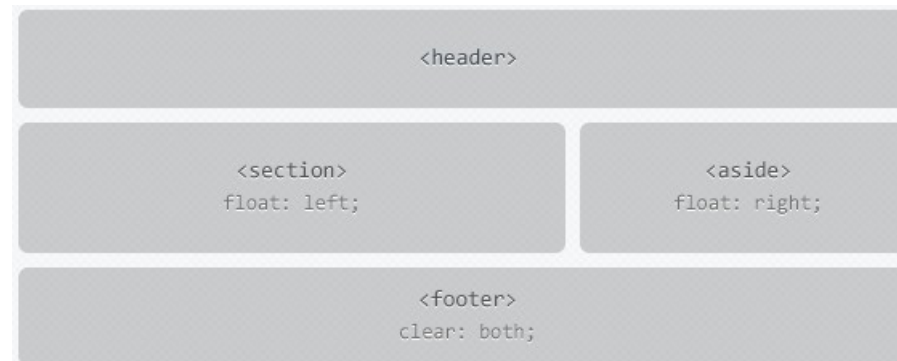 <header>
<section>
float: left;
<aside>
float: right;
<footer>
clear: both;